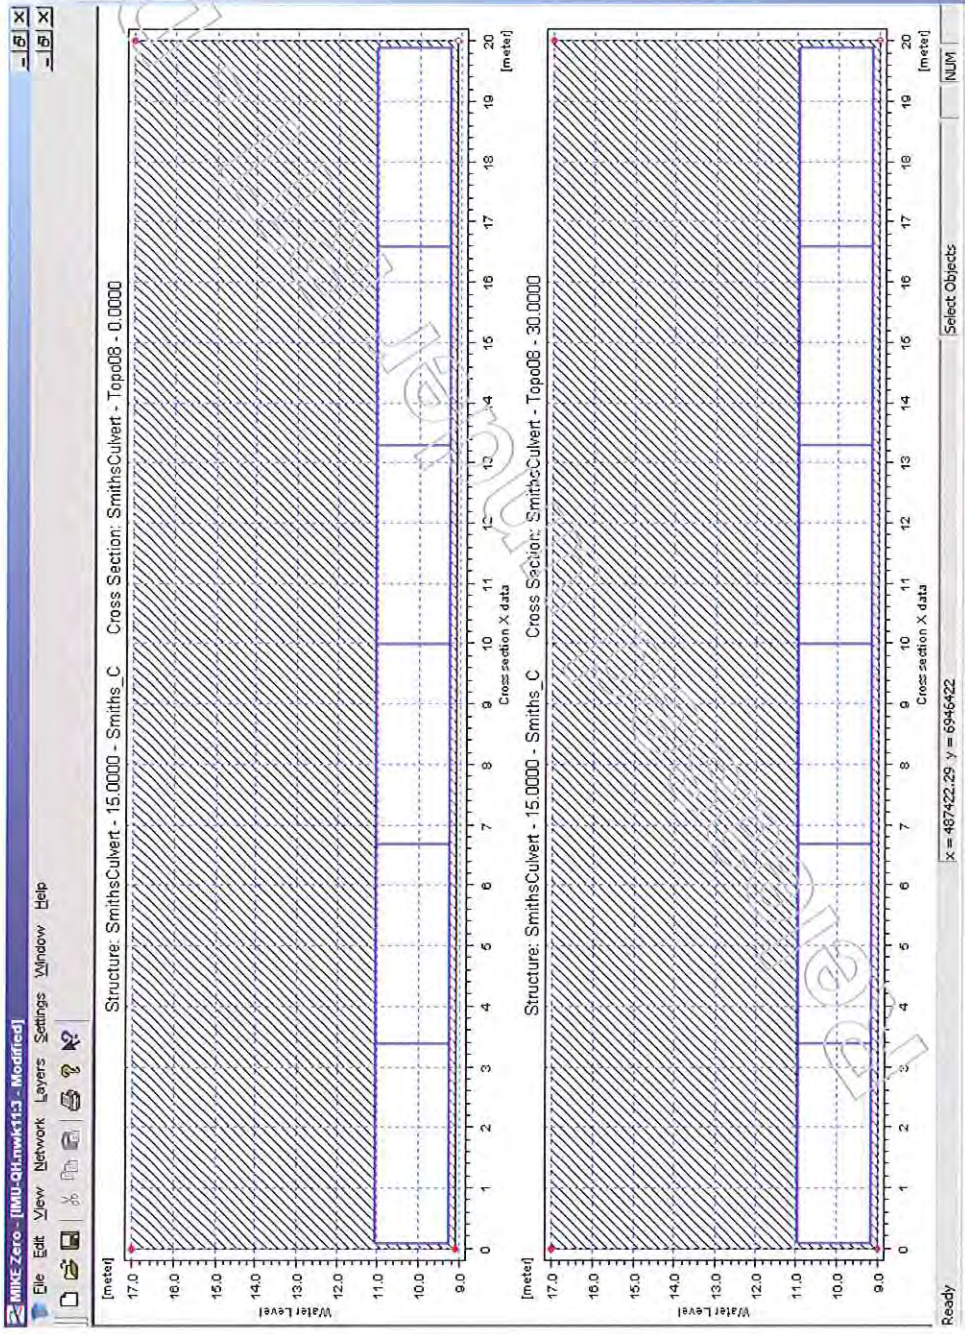 MIKE Zero - [IMU-QH.nwk11:3 - Modified]
File Edit View Network Layers Settings Window Help
Structure: SmithsCulvert - 15.0000 - Smiths_C Cross Section: SmithsCulvert - Topo08 - 0.0000
[meter]
17.0
16.0
15.0
14.0
13.0
12.0
11.0
10.0
9.0
Water Level
0 1 2 3 4 5 6 7 8 9 10 11 12 13 14 15 16 17 18 19 20
[meter]
Cross section X data
Structure: SmithsCulvert - 15.0000 - Smiths_C Cross Section: SmithsCulvert - Topo08 - 30.0000
[meter]
17.0
16.0
15.0
14.0
13.0
12.0
11.0
10.0
9.0
Water Level
0 1 2 3 4 5 6 7 8 9 10 11 12 13 14 15 16 17 18 19 20
[meter]
Cross section X data
Ready x = 487422.29 y = 6946422 Select Objects NUM